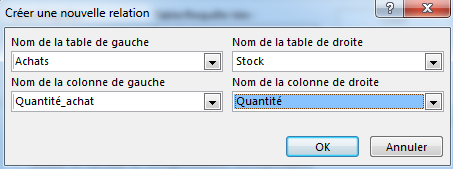 Créer une nouvelle relation
Nom de la table de gauche
Nom de la table de droite
Achats
Stock
Nom de la colonne de gauche
Nom de la colonne de droite
Quantité_achat
Quantité
OK
Annuler